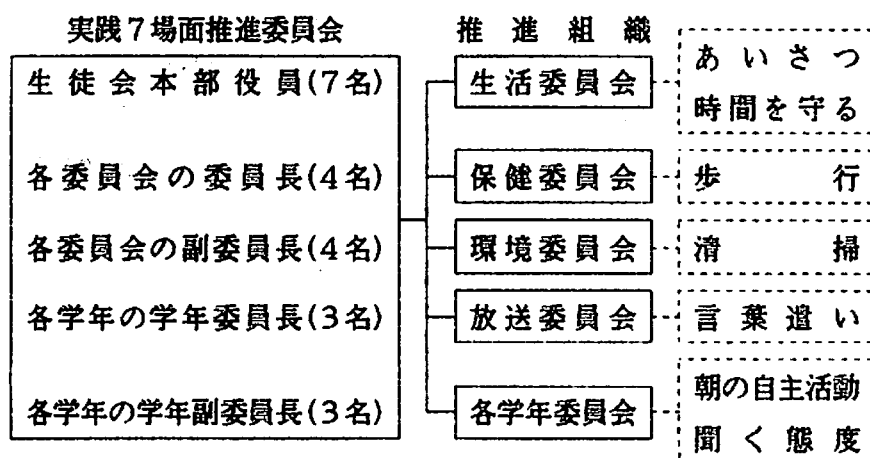 実践7場面推進委員会
生徒会本部役員(7名)
各委員会の委員長(4名)
各委員会の副委員長(4名)
各学年の学年委員長(3名)
各学年の学年副委員長(3名)
推進組織
生活委員会
保健委員会
環境委員会
放送委員会
各学年委員会
あいさつ
時間を守る
歩行
清掃
言葉遣い
朝の自主活動
聞く態度